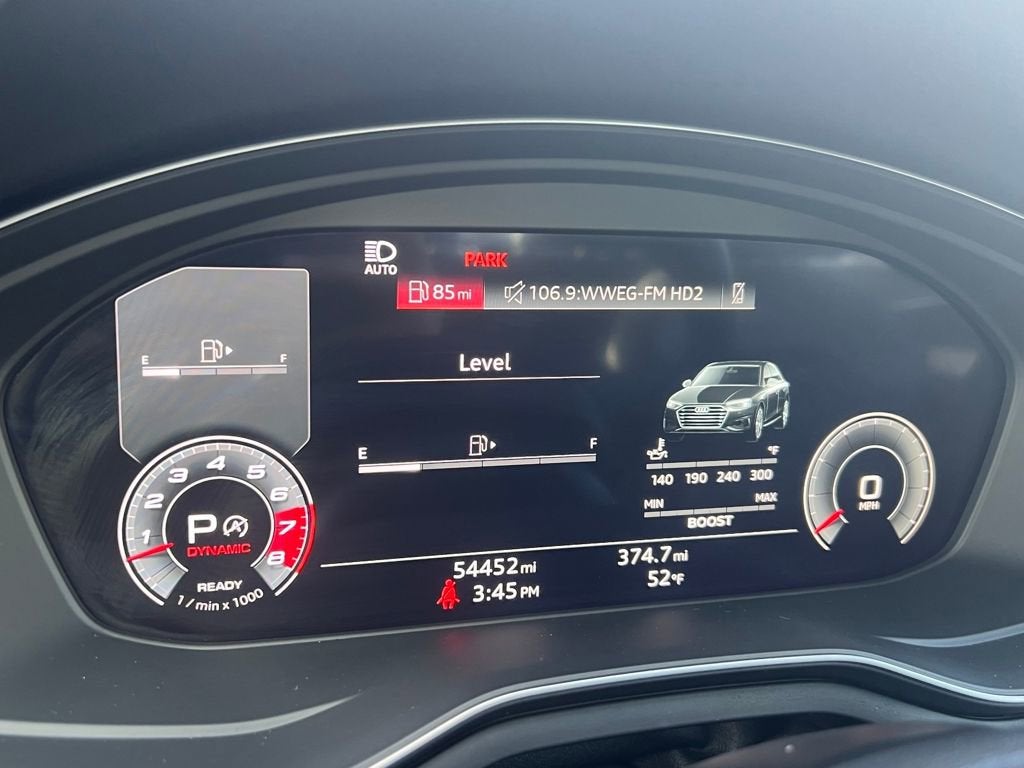 AUTO
PARK
85 mi
106.9:WWEG-FM HD2
E F
Level
E F
°F
140 190 240 300
MIN MAX
BOOST
1 2 3 4 5 6 7 8
P
DYNAMIC
READY
1 / min x 1000
0
MPH
54452 mi
374.7 mi
3:45 PM
52 °F